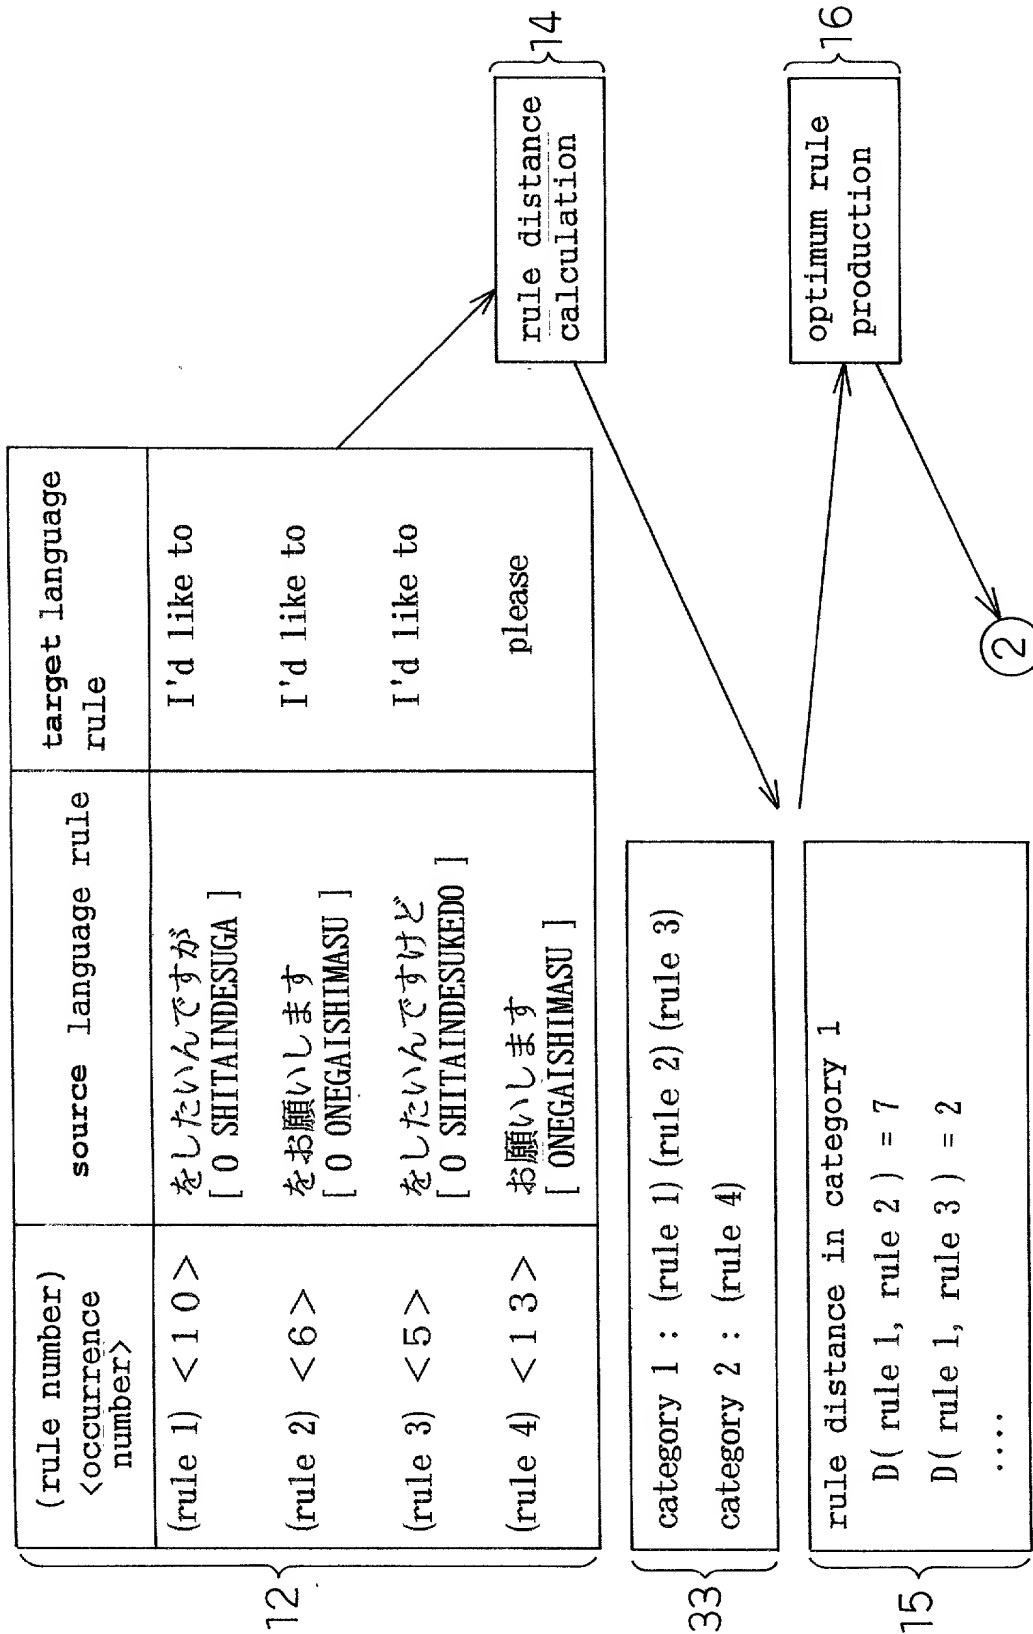 (rule number)
<occurrence
number>
source language rule
target language
rule
(rule 1) <10>
をしたいんですが
[ O SHITAINDESUGA ]
I'd like to
(rule 2) <6>
をお願いします
[ O ONEGAISHIMASU ]
I'd like to
(rule 3) <5>
をしたいんですけど
[ O SHITAINDESUKEDO ]
I'd like to
(rule 4) <13>
お願いします
[ ONEGAISHIMASU ]
please
12
rule distance
calculation
14
category 1 : (rule 1) (rule 2) (rule 3)
category 2 : (rule 4)
33
rule distance in category 1
D( rule 1, rule 2 ) = 7
D( rule 1, rule 3 ) = 2
....
15
optimum rule
production
16
2